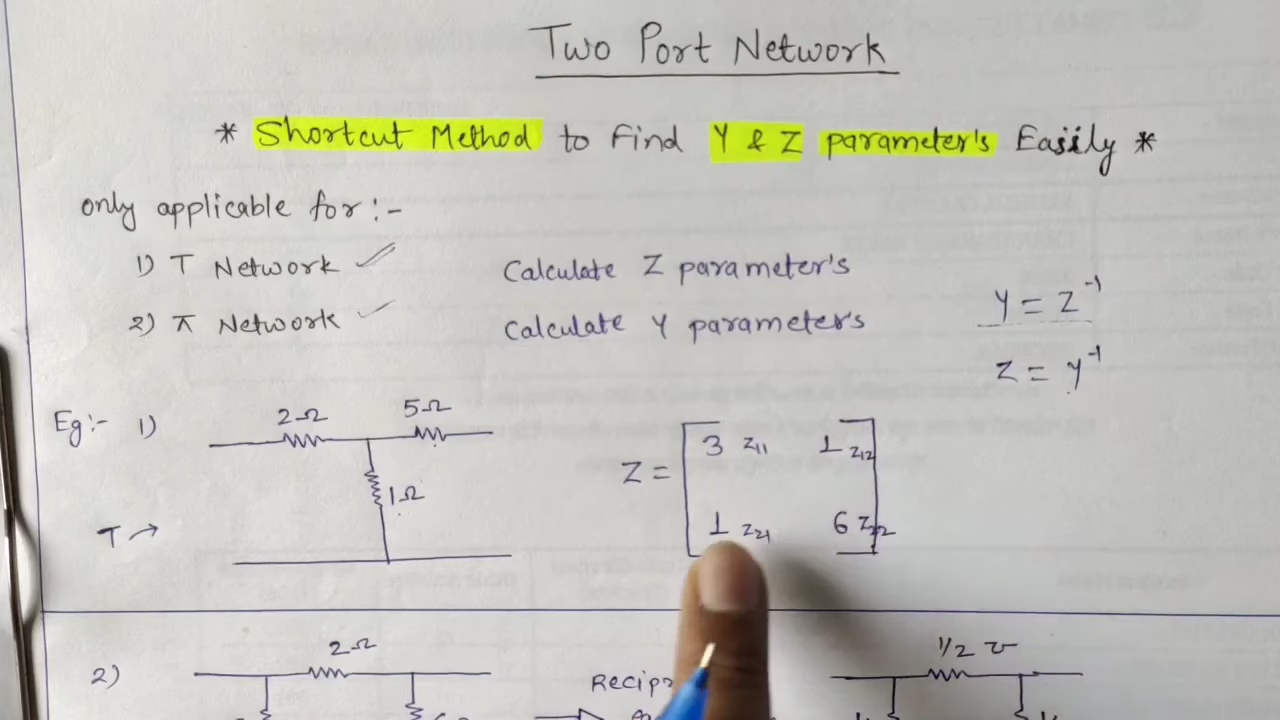 Two Port Network
* Shortcut Method to Find Y & Z parameter's Easily *
only applicable for:-
1) T Network ✓ Calculate Z parameter's
2) π Network ✓ Calculate Y parameter's
Y = Z⁻¹
Z = Y⁻¹
Eg:- 1)
2Ω 5Ω
1Ω
T →
Z = 3 Z11 1 Z12
1 Z21 6 Z22
2)
2Ω
1/2 ℧